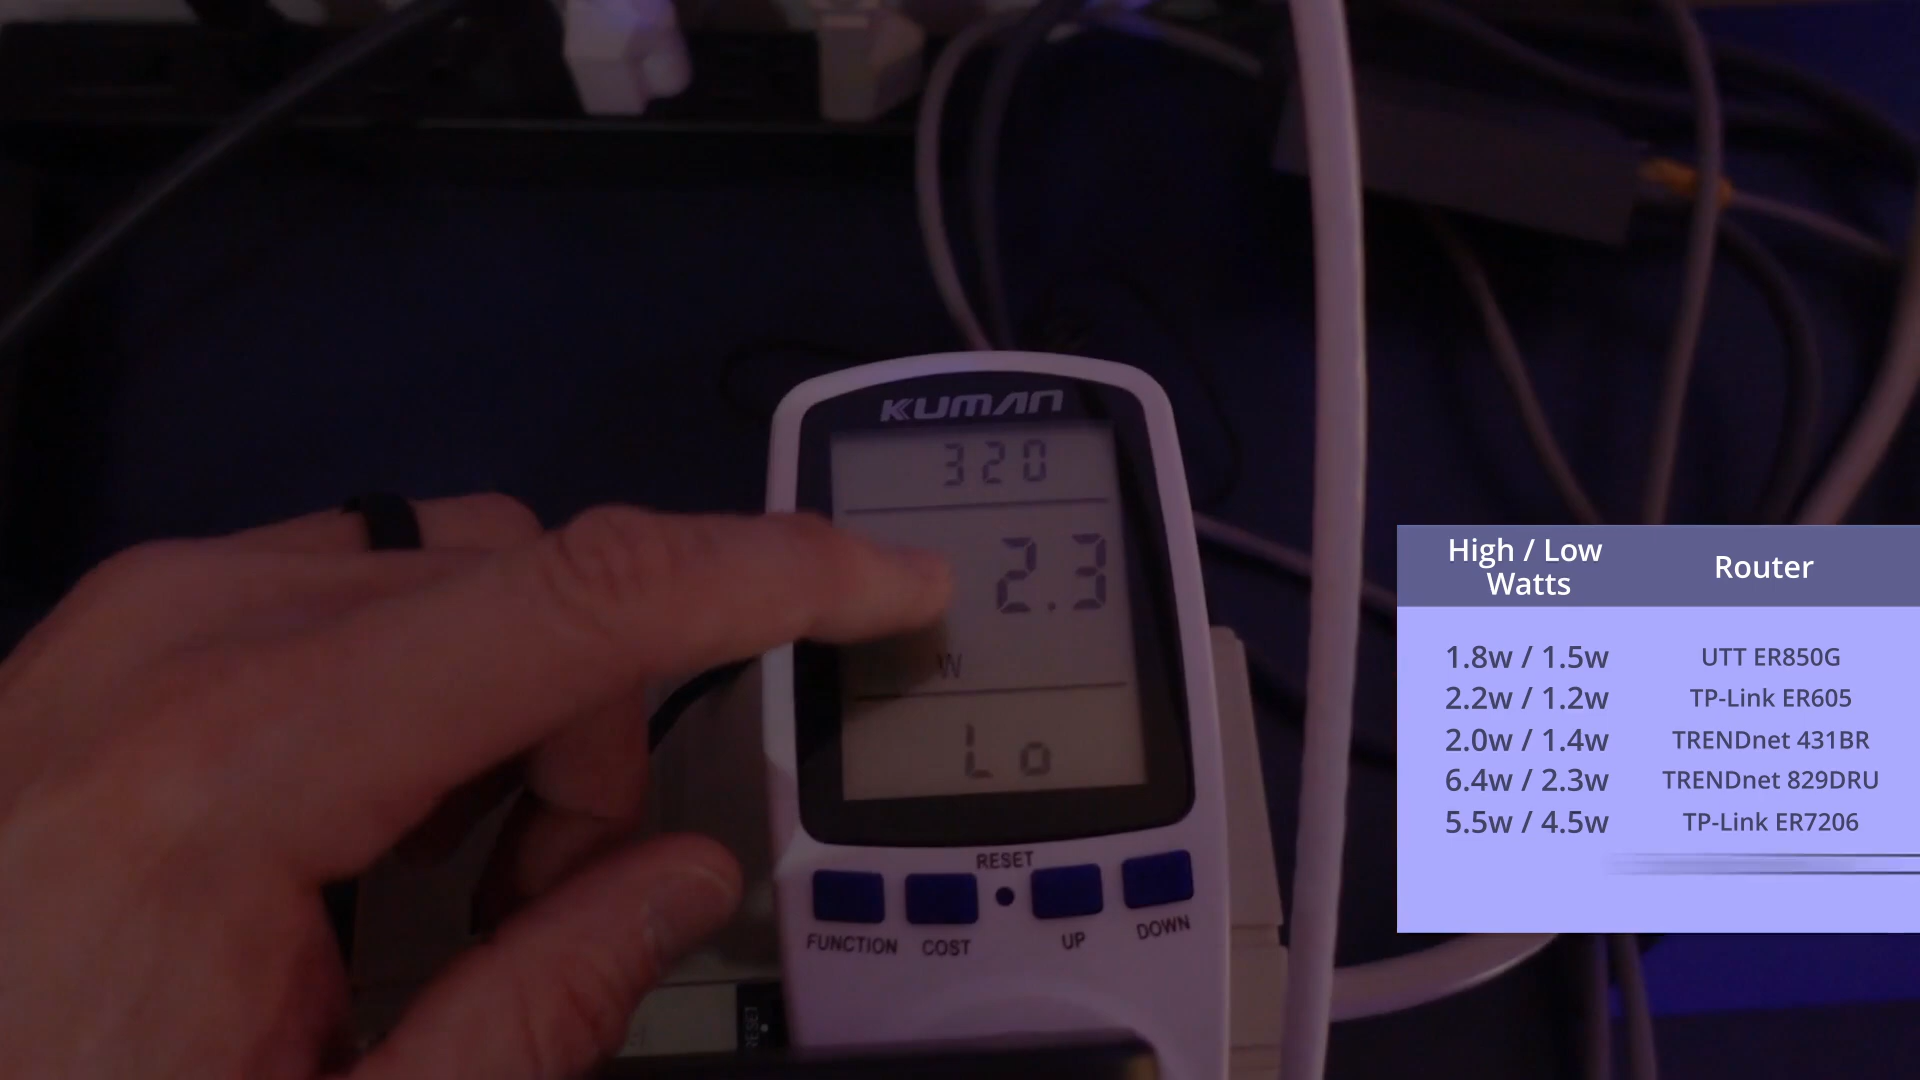 KUMAN
320
2.3
W
Lo
RESET
FUNCTION COST UP DOWN
RESET
High / Low Watts Router
1.8w / 1.5w UTT ER850G
2.2w / 1.2w TP-Link ER605
2.0w / 1.4w TRENDnet 431BR
6.4w / 2.3w TRENDnet 829DRU
5.5w / 4.5w TP-Link ER7206